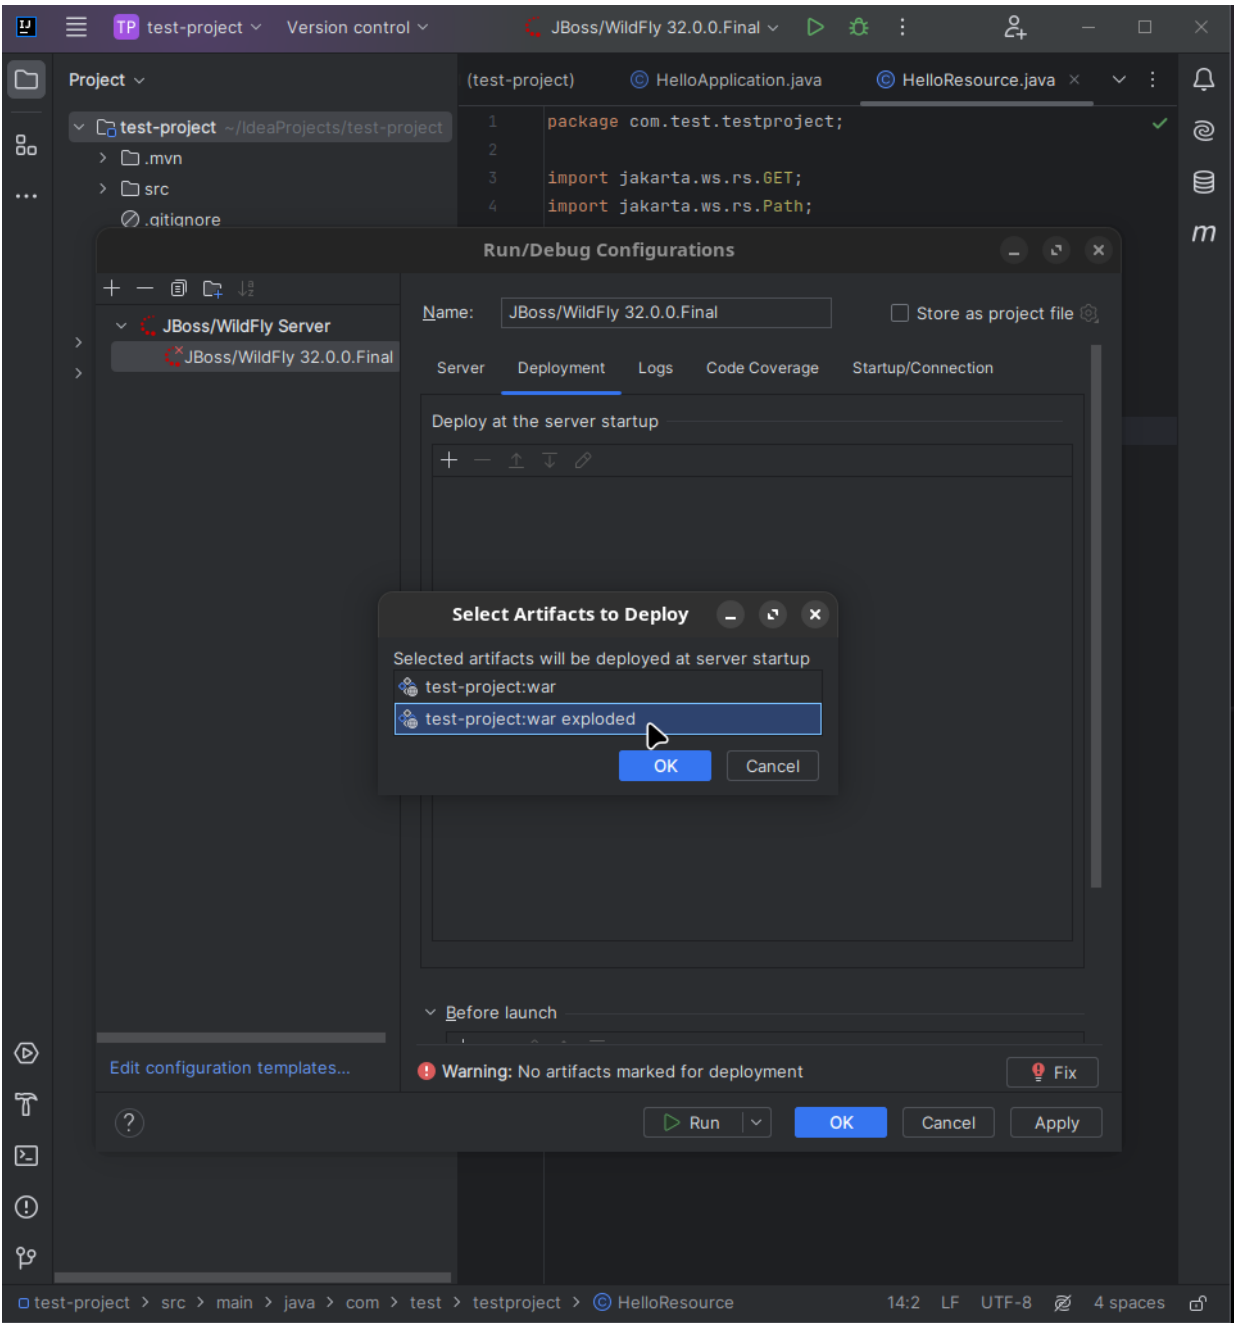 IJ
TP test-project Version control JBoss/WildFly 32.0.0.Final
Project
(test-project) HelloApplication.java HelloResource.java
test-project ~/IdeaProjects/test-project
.mvn
src
.gitignore
1 package com.test.testproject;
2
3 import jakarta.ws.rs.GET;
4 import jakarta.ws.rs.Path;
m
Run/Debug Configurations
JBoss/WildFly Server
JBoss/WildFly 32.0.0.Final
Name: JBoss/WildFly 32.0.0.Final Store as project file
Server Deployment Logs Code Coverage Startup/Connection
Deploy at the server startup
Select Artifacts to Deploy
Selected artifacts will be deployed at server startup
test-project:war
test-project:war exploded
OK Cancel
Before launch
Edit configuration templates...
Warning: No artifacts marked for deployment Fix
? Run OK Cancel Apply
test-project > src > main > java > com > test > testproject > HelloResource 14:2 LF UTF-8 4 spaces